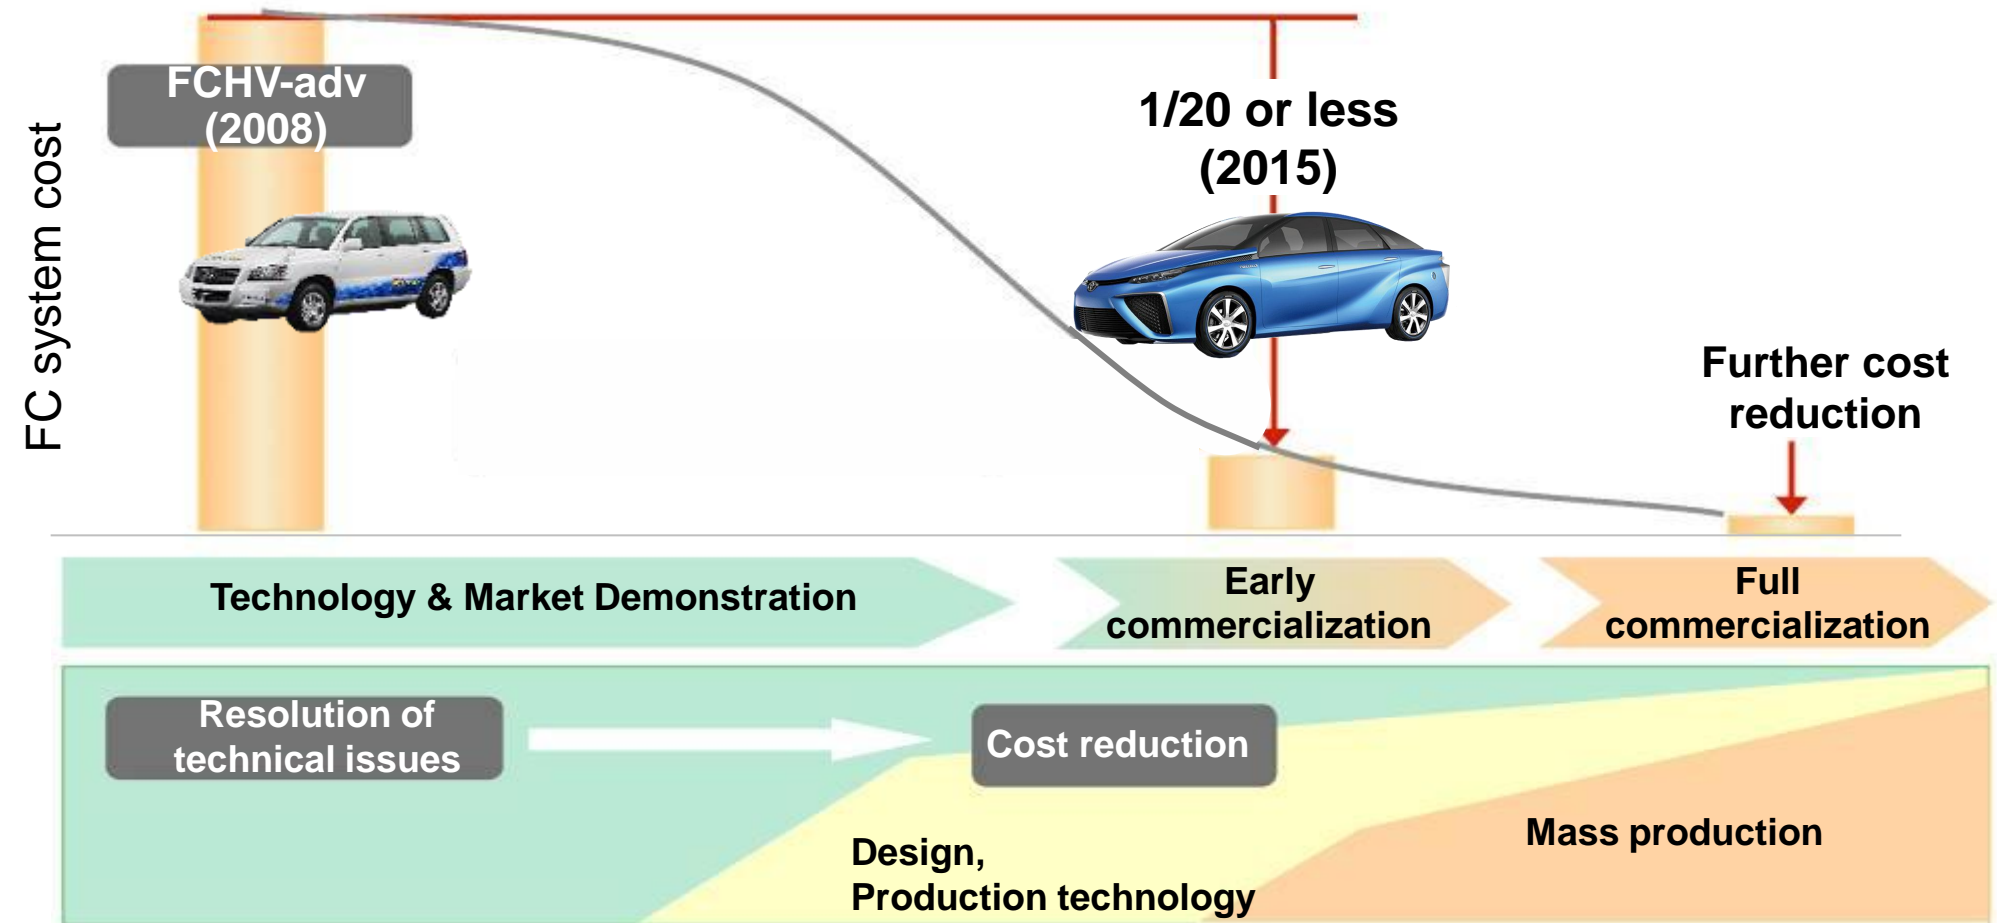 FC system cost
FCHV-adv
(2008)
1/20 or less
(2015)
Further cost
reduction
Technology & Market Demonstration
Early
commercialization
Full
commercialization
Resolution of
technical issues
Cost reduction
Design,
Production technology
Mass production